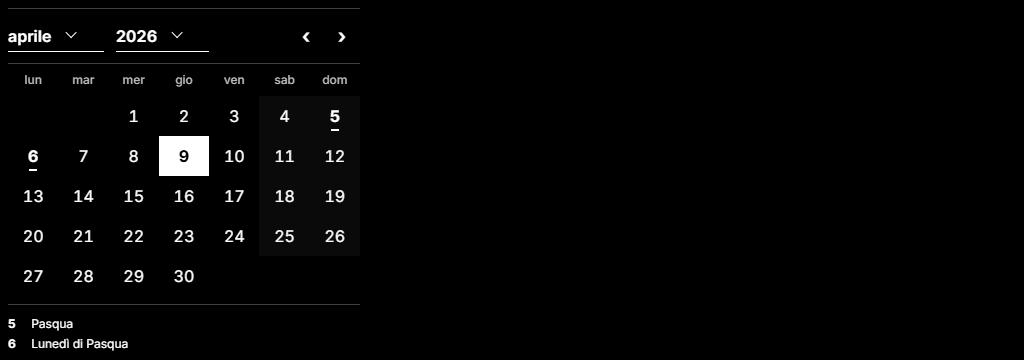 aprile 2026 ‹ ›
lun mar mer gio ven sab dom
1 2 3 4 5
6 7 8 9 10 11 12
13 14 15 16 17 18 19
20 21 22 23 24 25 26
27 28 29 30
5 Pasqua
6 Lunedì di Pasqua